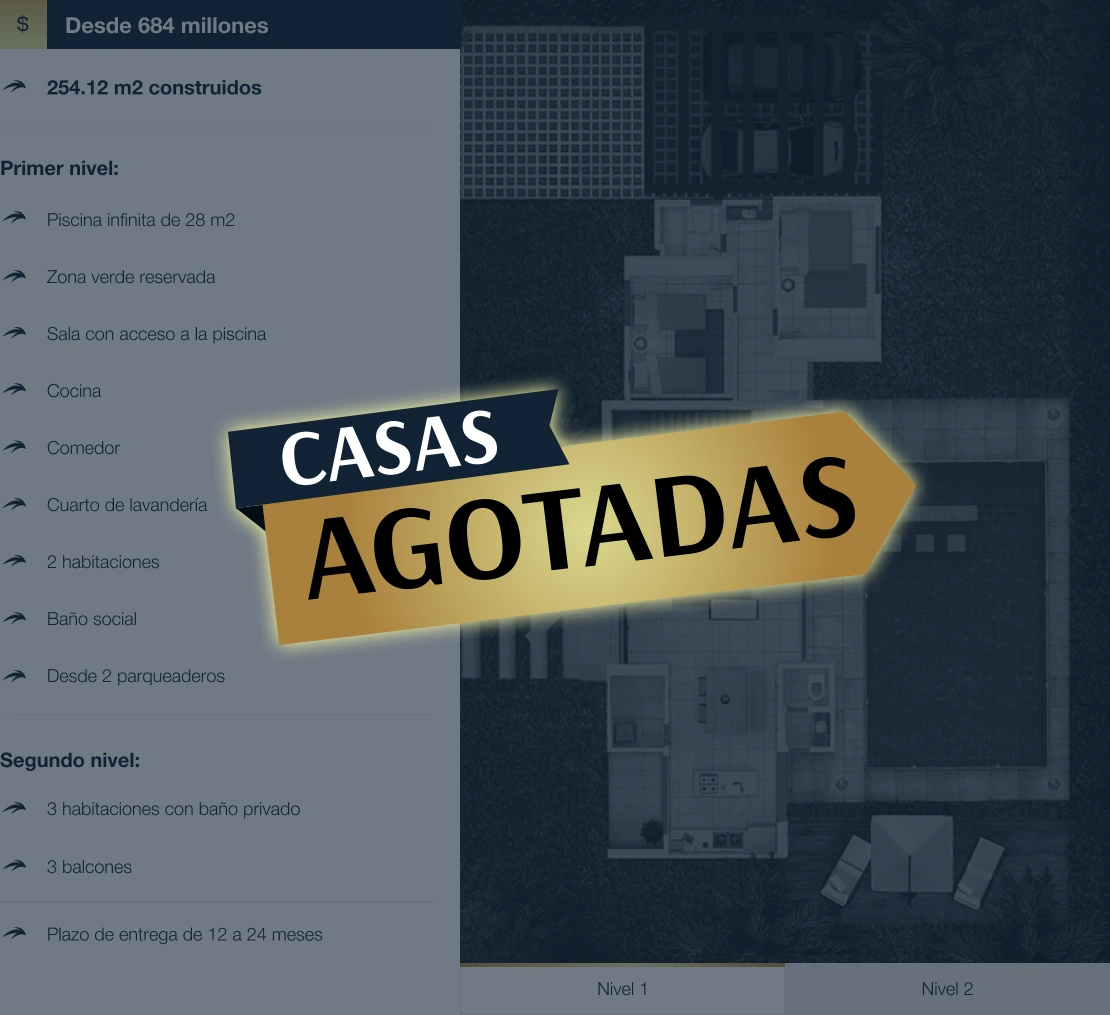 $
Desde 684 millones
254.12 m2 construidos
Primer nivel:
Piscina infinita de 28 m2
Zona verde reservada
Sala con acceso a la piscina
Cocina
Comedor
Cuarto de lavandería
2 habitaciones
Baño social
Desde 2 parqueaderos
Segundo nivel:
3 habitaciones con baño privado
3 balcones
Plazo de entrega de 12 a 24 meses
CASAS
AGOTADAS
Nivel 1
Nivel 2